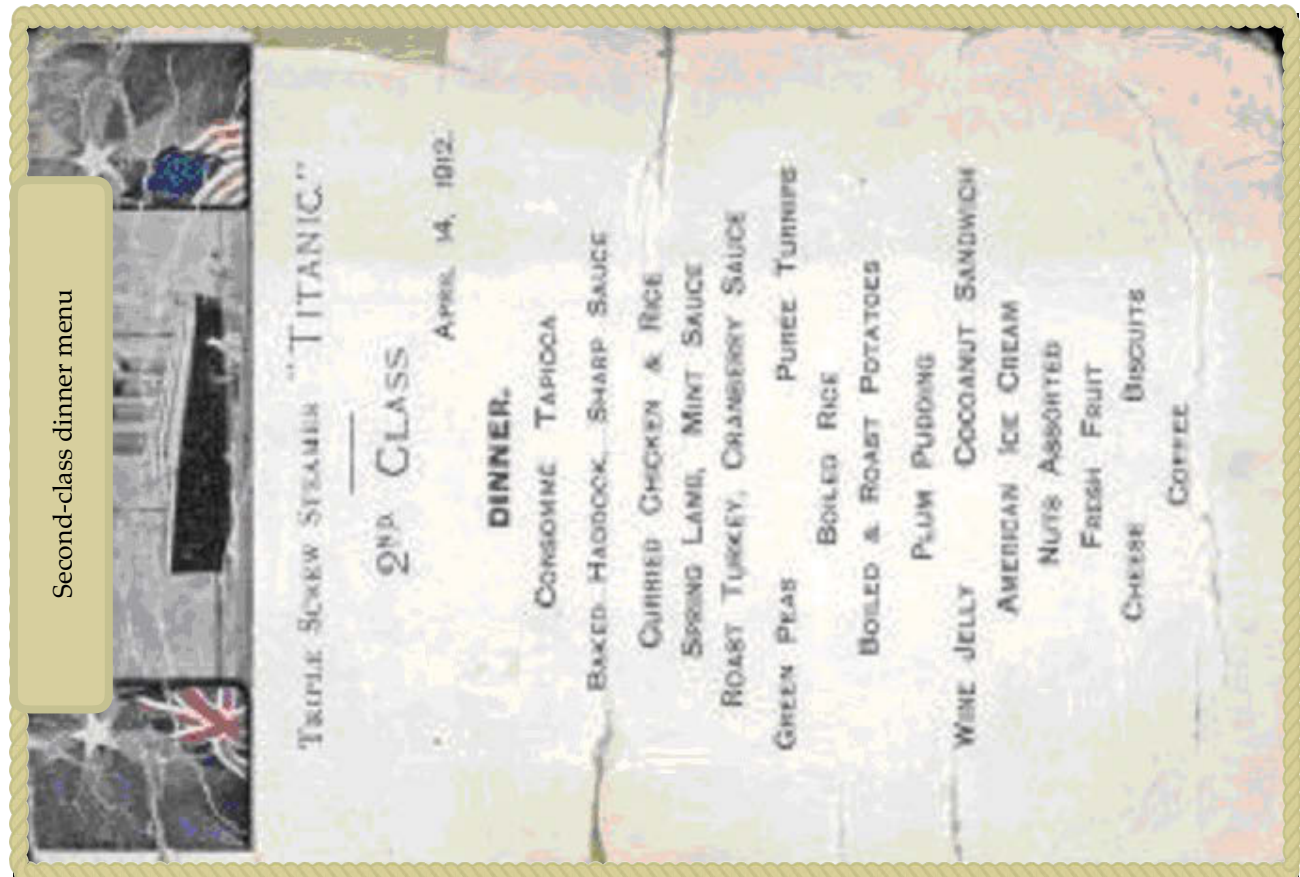 Second-class dinner menu
TRIPLE SCREW STEAMER "TITANIC."
2ND CLASS
APRIL 14, 1912.
DINNER.
CONSOMME TAPIOCA
BAKED HADDOCK, SHARP SAUCE
CURRIED CHICKEN & RICE
SPRING LAMB, MINT SAUCE
ROAST TURKEY, CRANBERRY SAUCE
GREEN PEAS PUREE TURNIPS
BOILED RICE
BOILED & ROAST POTATOES
PLUM PUDDING
WINE JELLY COCOANUT SANDWICH
AMERICAN ICE CREAM
NUTS ASSORTED
FRESH FRUIT
CHEESE BISCUITS
COFFEE